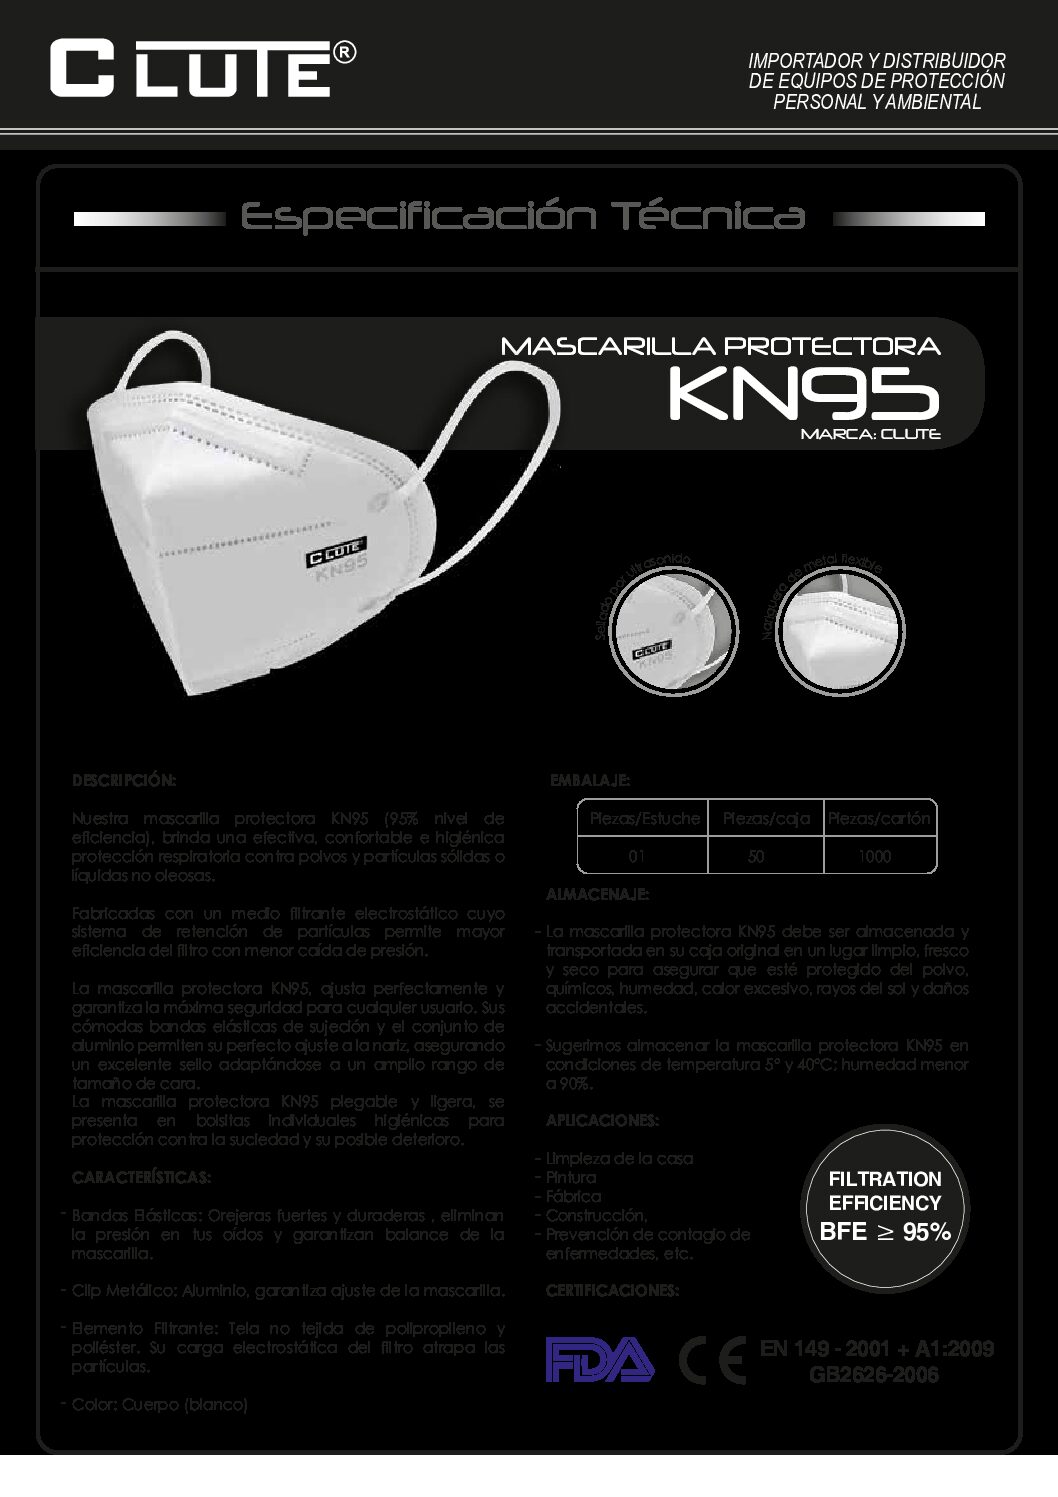 CLUTE®
IMPORTADOR Y DISTRIBUIDOR
DE EQUIPOS DE PROTECCIÓN
PERSONAL Y AMBIENTAL
Especificación Técnica
MASCARILLA PROTECTORA
KN95
MARCA: CLUTE
CLUTE
KN95
Sellado por ultrasonido
Nariguera de metal flexible
CLUTE
KN95
DESCRIPCIÓN:
Nuestra mascarilla protectora KN95 (95% nivel de
eficiencia), brinda una efectiva, confortable e higiénica
protección respiratoria contra polvos y partículas sólidas o
líquidas no oleosas.
Fabricadas con un medio filtrante electrostático cuyo
sistema de retención de partículas permite mayor
eficiencia del filtro con menor caída de presión.
La mascarilla protectora KN95, ajusta perfectamente y
garantiza la máxima seguridad para cualquier usuario. Sus
cómodas bandas elásticas de sujeción y el conjunto de
aluminio permiten su perfecto ajuste a la nariz, asegurando
un excelente sello adaptándose a un amplio rango de
tamaño de cara.
La mascarilla protectora KN95 plegable y ligera, se
presenta en bolsitas individuales higiénicas para
protección contra la suciedad y su posible deterioro.
CARACTERÍSTICAS:
- Bandas Elásticas: Orejeras fuertes y duraderas , eliminan
la presión en tus oídos y garantizan balance de la
mascarilla.
- Clip Metálico: Aluminio, garantiza ajuste de la mascarilla.
- Elemento Filtrante: Tela no tejida de polipropileno y
poliéster. Su carga electrostática del filtro atrapa las
partículas.
- Color: Cuerpo (blanco)
EMBALAJE:
Piezas/Estuche Piezas/caja Piezas/cartón
01 50 1000
ALMACENAJE:
- La mascarilla protectora KN95 debe ser almacenada y
transportada en su caja original en un lugar limpio, fresco
y seco para asegurar que esté protegido del polvo,
químicos, humedad, calor excesivo, rayos del sol y daños
accidentales.
- Sugerimos almacenar la mascarilla protectora KN95 en
condiciones de temperatura 5° y 40°C; humedad menor
a 90%.
APLICACIONES:
- Limpieza de la casa
- Pintura
- Fábrica
- Construcción,
- Prevención de contagio de
enfermedades, etc.
FILTRATION
EFFICIENCY
BFE ≥ 95%
CERTIFICACIONES:
FDA CE EN 149 - 2001 + A1:2009
GB2626-2006